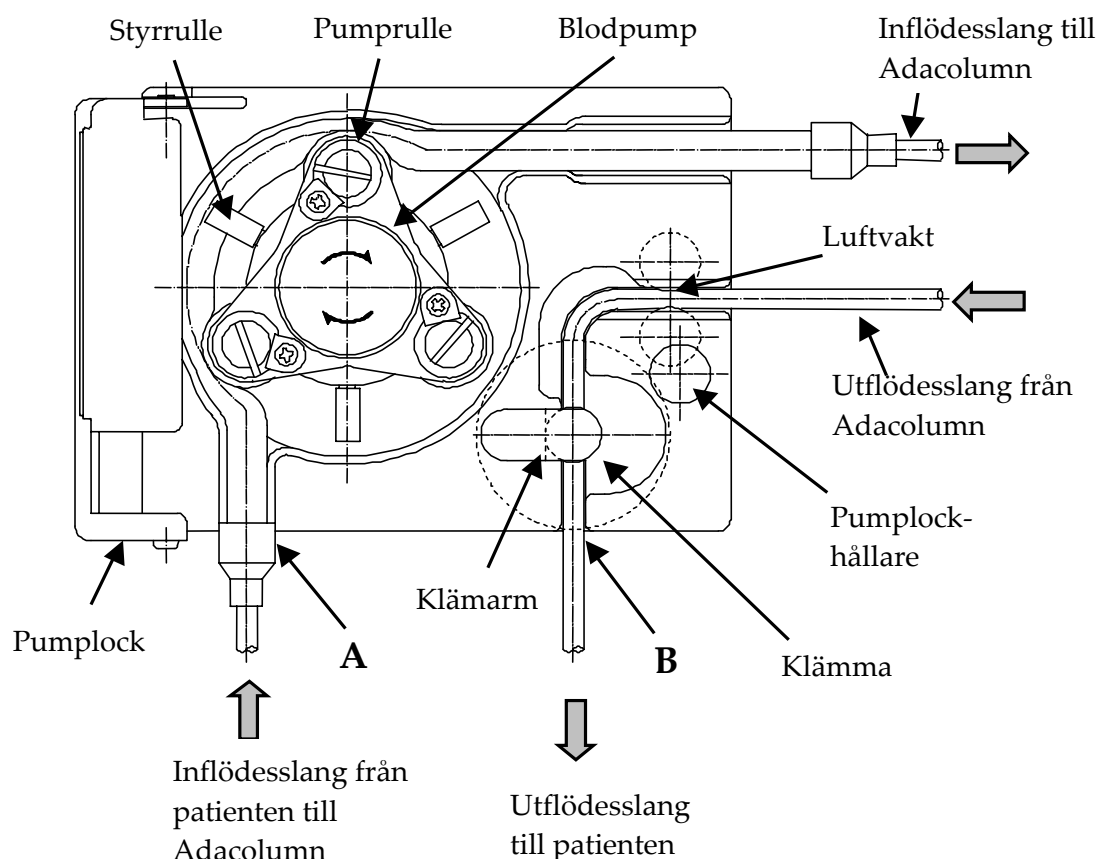 Styrrulle
Pumprulle
Blodpump
Inflödesslang till
Adacolumn
Luftvakt
Utflödesslang från
Adacolumn
Pumplock-
hållare
Klämarm
Pumplock
A
B
Klämma
Inflödesslang från
patienten till
Adacolumn
Utflödesslang
till patienten